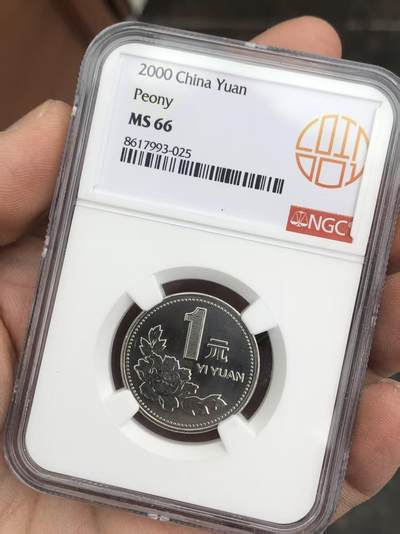 2000 China Yuan
Peony
MS 66
8617993-025
NGC
1元
YI YUAN